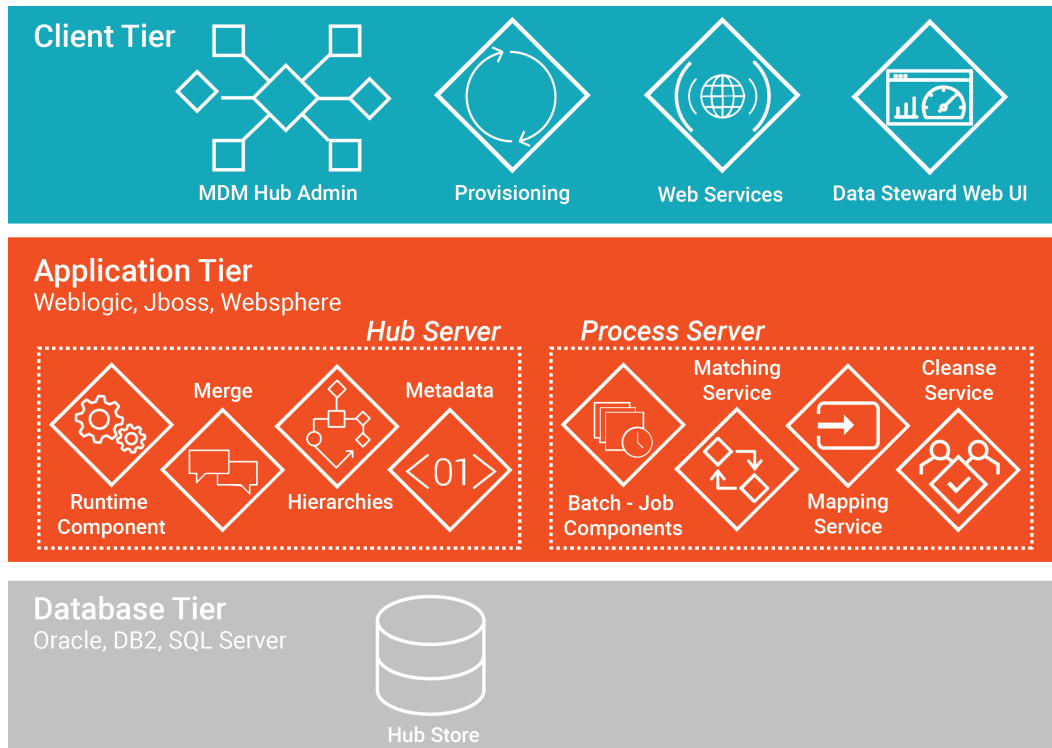 Client Tier
MDM Hub Admin
Provisioning
Web Services
Data Steward Web UI
Application Tier
Weblogic, Jboss, Websphere
Hub Server
Runtime
Component
Merge
Hierarchies
Metadata
<01>
Process Server
Batch - Job
Components
Matching
Service
Mapping
Service
Cleanse
Service
Database Tier
Oracle, DB2, SQL Server
Hub Store